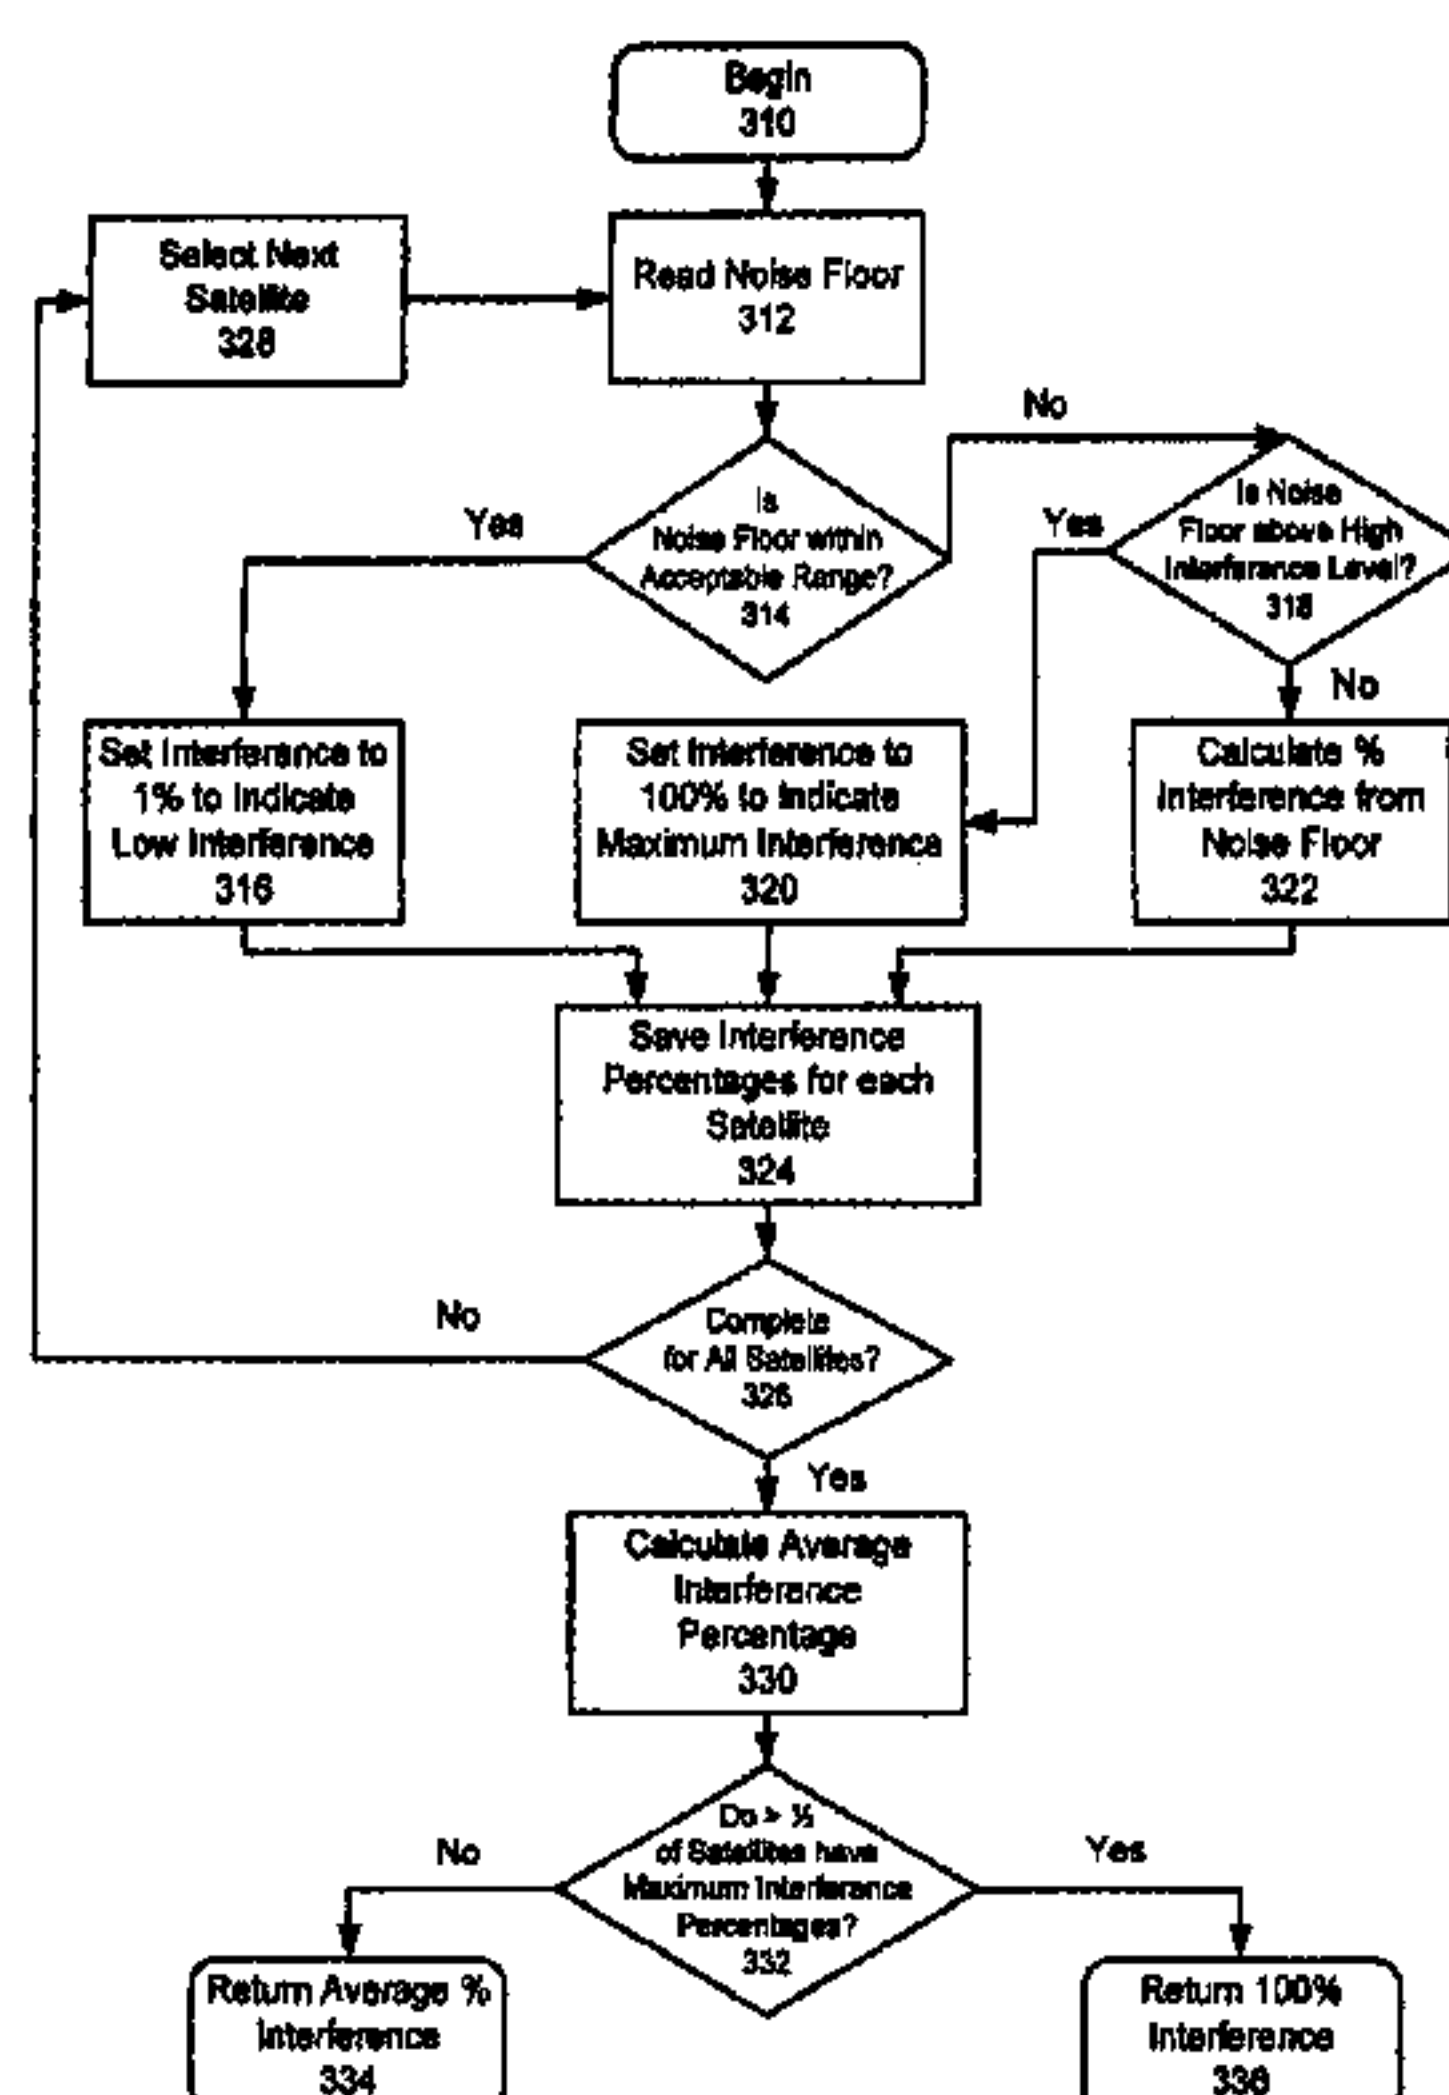 Begin
310
Select Next
Satellite
328
Read Noise Floor
312
No
Is
Noise Floor within
Acceptable Range?
314
Yes
Is Noise
Floor above High
Interference Level?
318
Yes
No
Set Interference to
1% to Indicate
Low Interference
316
Set Interference to
100% to Indicate
Maximum Interference
320
Calculate %
Interference from
Noise Floor
322
Save Interference
Percentages for each
Satellite
324
No
Complete
for All Satellites?
326
Yes
Calculate Average
Interference
Percentage
330
No
Do > ½
of Satellites have
Maximum Interference
Percentages?
332
Yes
Return Average %
Interference
334
Return 100%
Interference
336